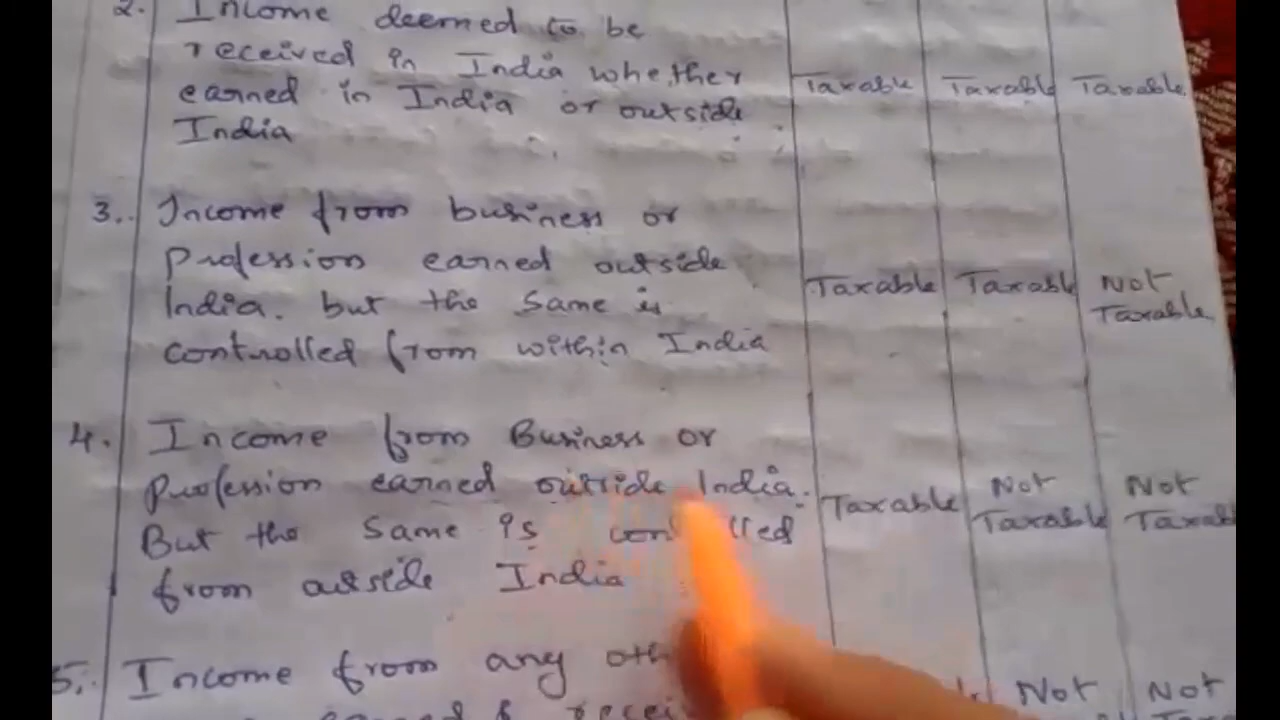 2. Income deemed to be
received in India whether
earned in India or outside
India
Taxable Taxable Taxable
3. Income from business or
Profession earned outside
India. but the same is
controlled from within India
Taxable Taxable Not
Taxable
4. Income from Business or
Profession earned outside India.
But the same is
from outside India
Taxable Not
Taxable Not
Taxable
5. Income from any
earned &
Not Not